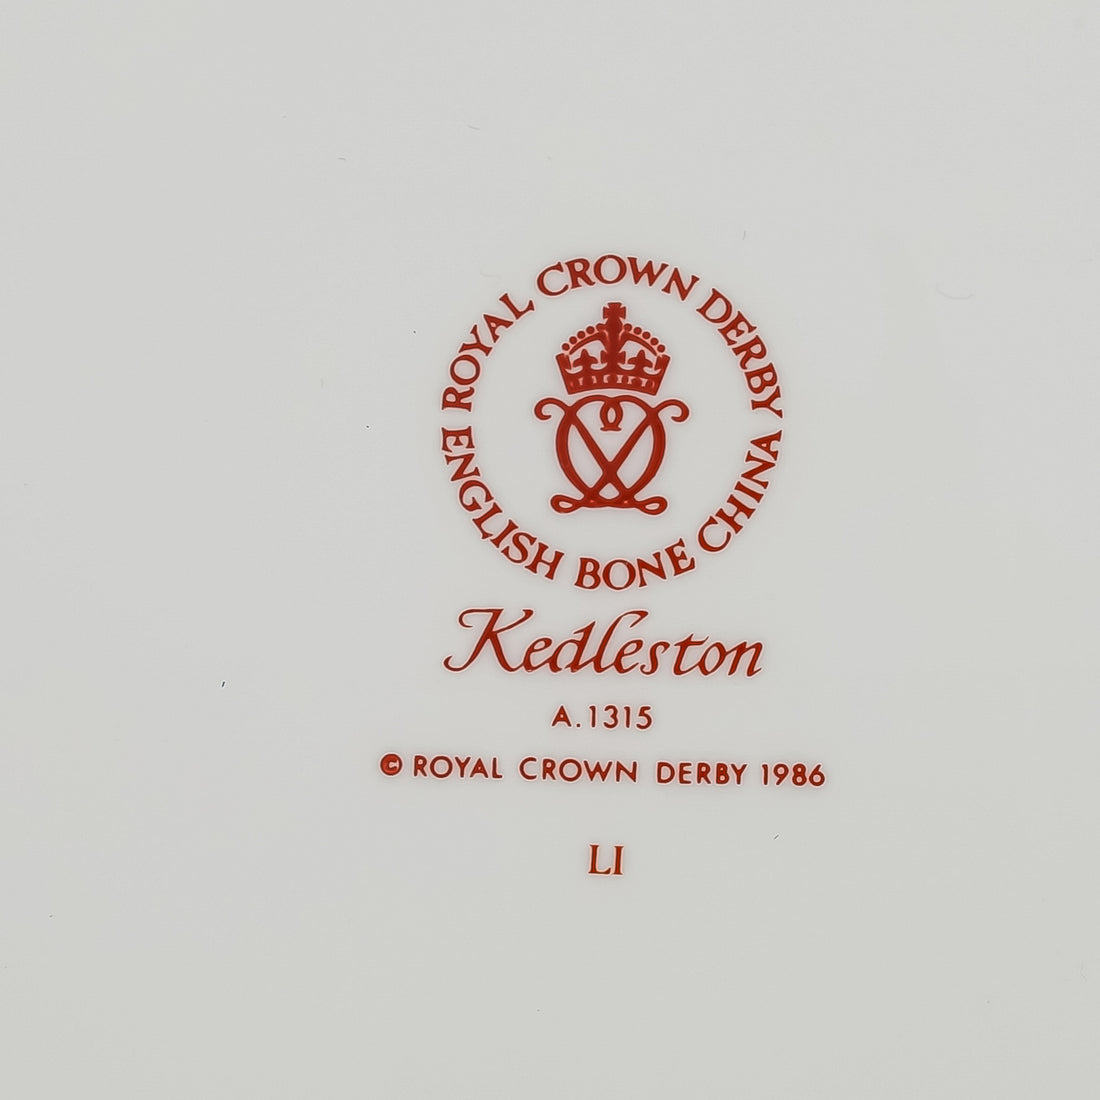 ROYAL CROWN DERBY
ENGLISH BONE CHINA
Kedleston
A.1315
© ROYAL CROWN DERBY 1986
LI